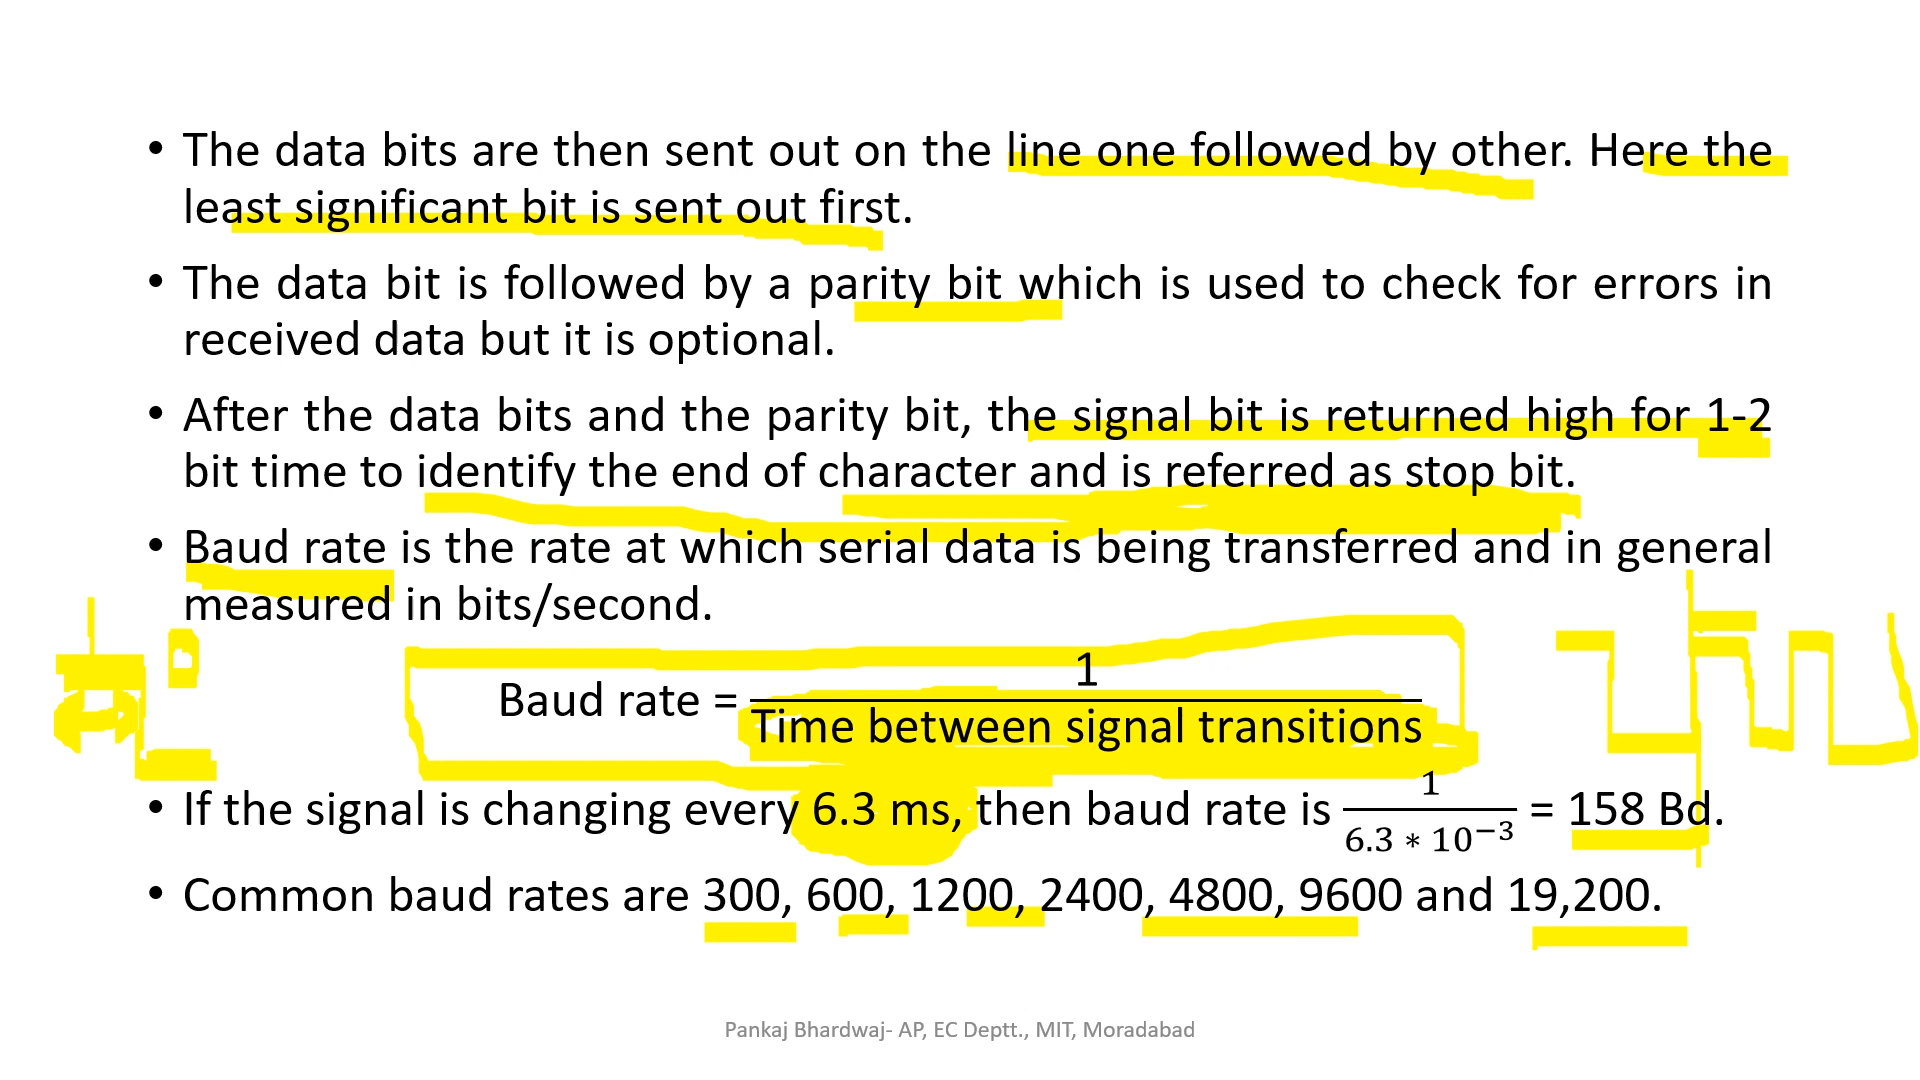 • The data bits are then sent out on the line one followed by other. Here the
least significant bit is sent out first.
• The data bit is followed by a parity bit which is used to check for errors in
received data but it is optional.
• After the data bits and the parity bit, the signal bit is returned high for 1-2
bit time to identify the end of character and is referred as stop bit.
• Baud rate is the rate at which serial data is being transferred and in general
measured in bits/second.
Baud rate = 1 / Time between signal transitions
• If the signal is changing every 6.3 ms, then baud rate is 1 / 6.3 ∗ 10⁻³ = 158 Bd.
• Common baud rates are 300, 600, 1200, 2400, 4800, 9600 and 19,200.
Pankaj Bhardwaj- AP, EC Deptt., MIT, Moradabad